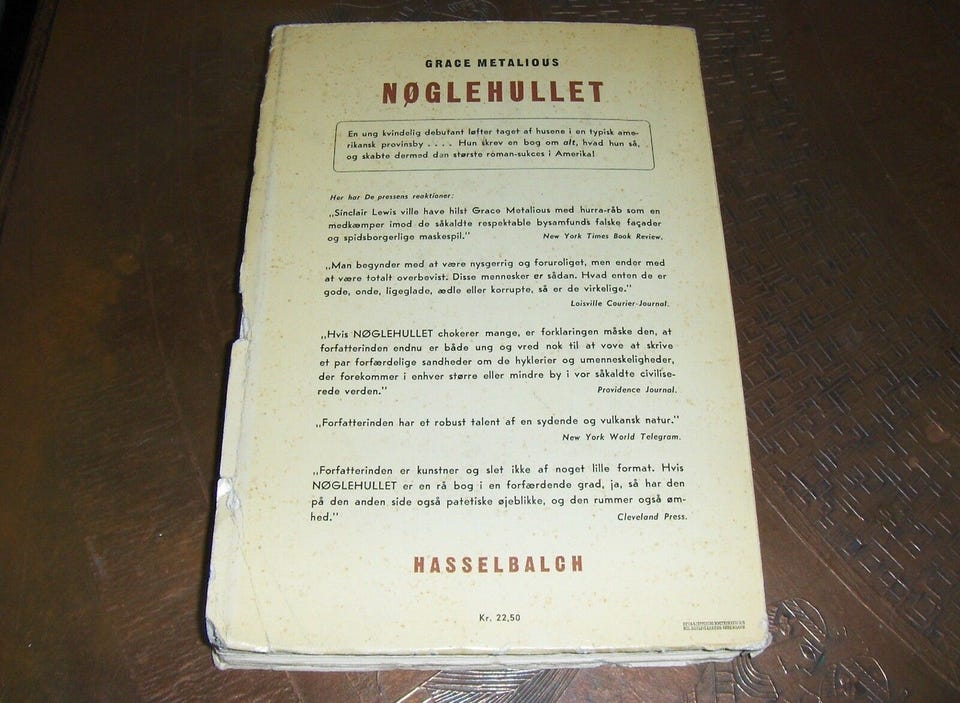 GRACE METALIOUS
NØGLEHULLET
En ung kvindelig debutant løfter taget af husene i en typisk ame-
rikansk provinsby . . . . Hun skrev en bog om alt, hvad hun så,
og skabte dermed den største roman-sukces i Amerika!
Her har De pressens reaktioner:
„Sinclair Lewis ville have hilst Grace Metalious med hurra-råb som en
medkæmper imod de såkaldte respektable bysamfunds falske façader
og spidsborgerlige maskespil.” New York Times Book Review.
„Man begynder med at være nysgerrig og foruroliget, men ender med
at være totalt overbevist. Disse mennesker er sådan. Hvad enten de er
gode, onde, ligeglade, ædle eller korrupte, så er de virkelige.”
Loisville Courier-Journal.
„Hvis NØGLEHULLET chokerer mange, er forklaringen måske den, at
forfatterinden endnu er både ung og vred nok til at vove at skrive
et par forfærdelige sandheder om de hyklerier og umenneskeligheder,
der forekommer i enhver større eller mindre by i vor såkaldte civilise-
rede verden.” Providence Journal.
„Forfatterinden har et robust talent af en sydende og vulkansk natur.”
New York World Telegram.
„Forfatterinden er kunstner og slet ikke af noget lille format. Hvis
NØGLEHULLET er en rå bog i en forfærdende grad, ja, så har den
på den anden side også patetiske øjeblikke, og den rummer også øm-
hed.” Cleveland Press.
HASSELBALCH
Kr. 22,50